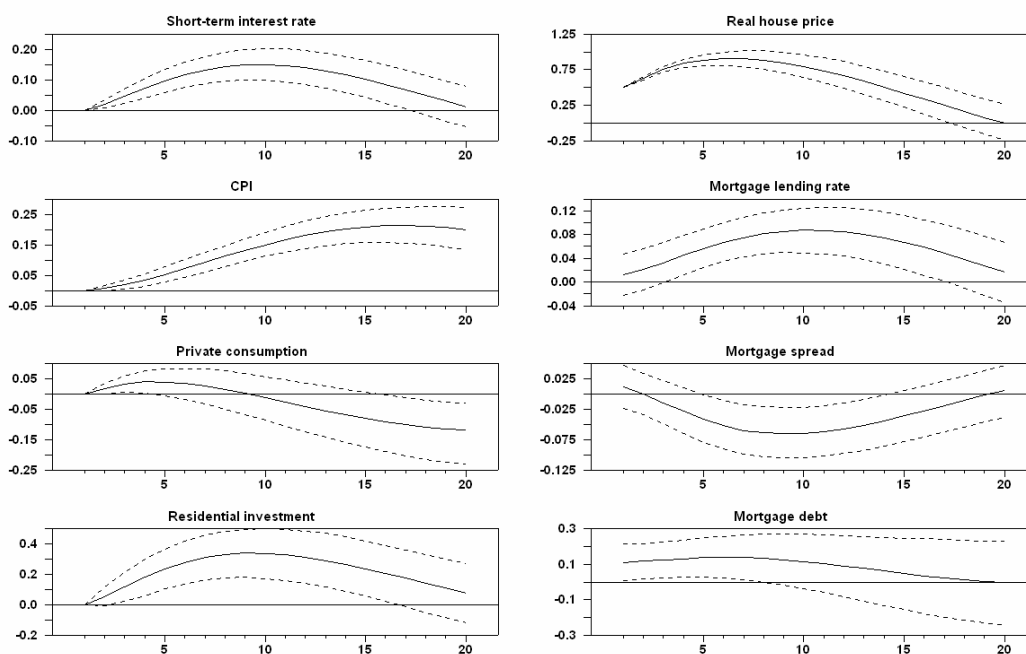 Short-term interest rate
0.20
0.10
0.00
-0.10
5 10 15 20
Real house price
1.25
0.75
0.25
-0.25
5 10 15 20
CPI
0.25
0.15
0.05
-0.05
5 10 15 20
Mortgage lending rate
0.12
0.08
0.04
0.00
-0.04
5 10 15 20
Private consumption
0.05
-0.05
-0.15
-0.25
5 10 15 20
Mortgage spread
0.025
-0.025
-0.075
-0.125
5 10 15 20
Residential investment
0.4
0.2
0.0
-0.2
5 10 15 20
Mortgage debt
0.3
0.1
-0.1
-0.3
5 10 15 20